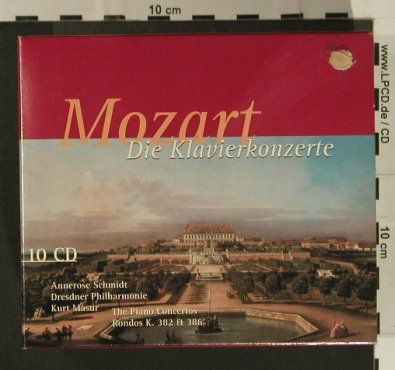 10 cm
Mozart
Die Klavierkonzerte
10 CD
Annerose Schmidt
Dresdner Philharmonie
Kurt Masur
The Piano Concertos
Rondos K. 382 & 386
www.LPCD.de / CD
10 cm